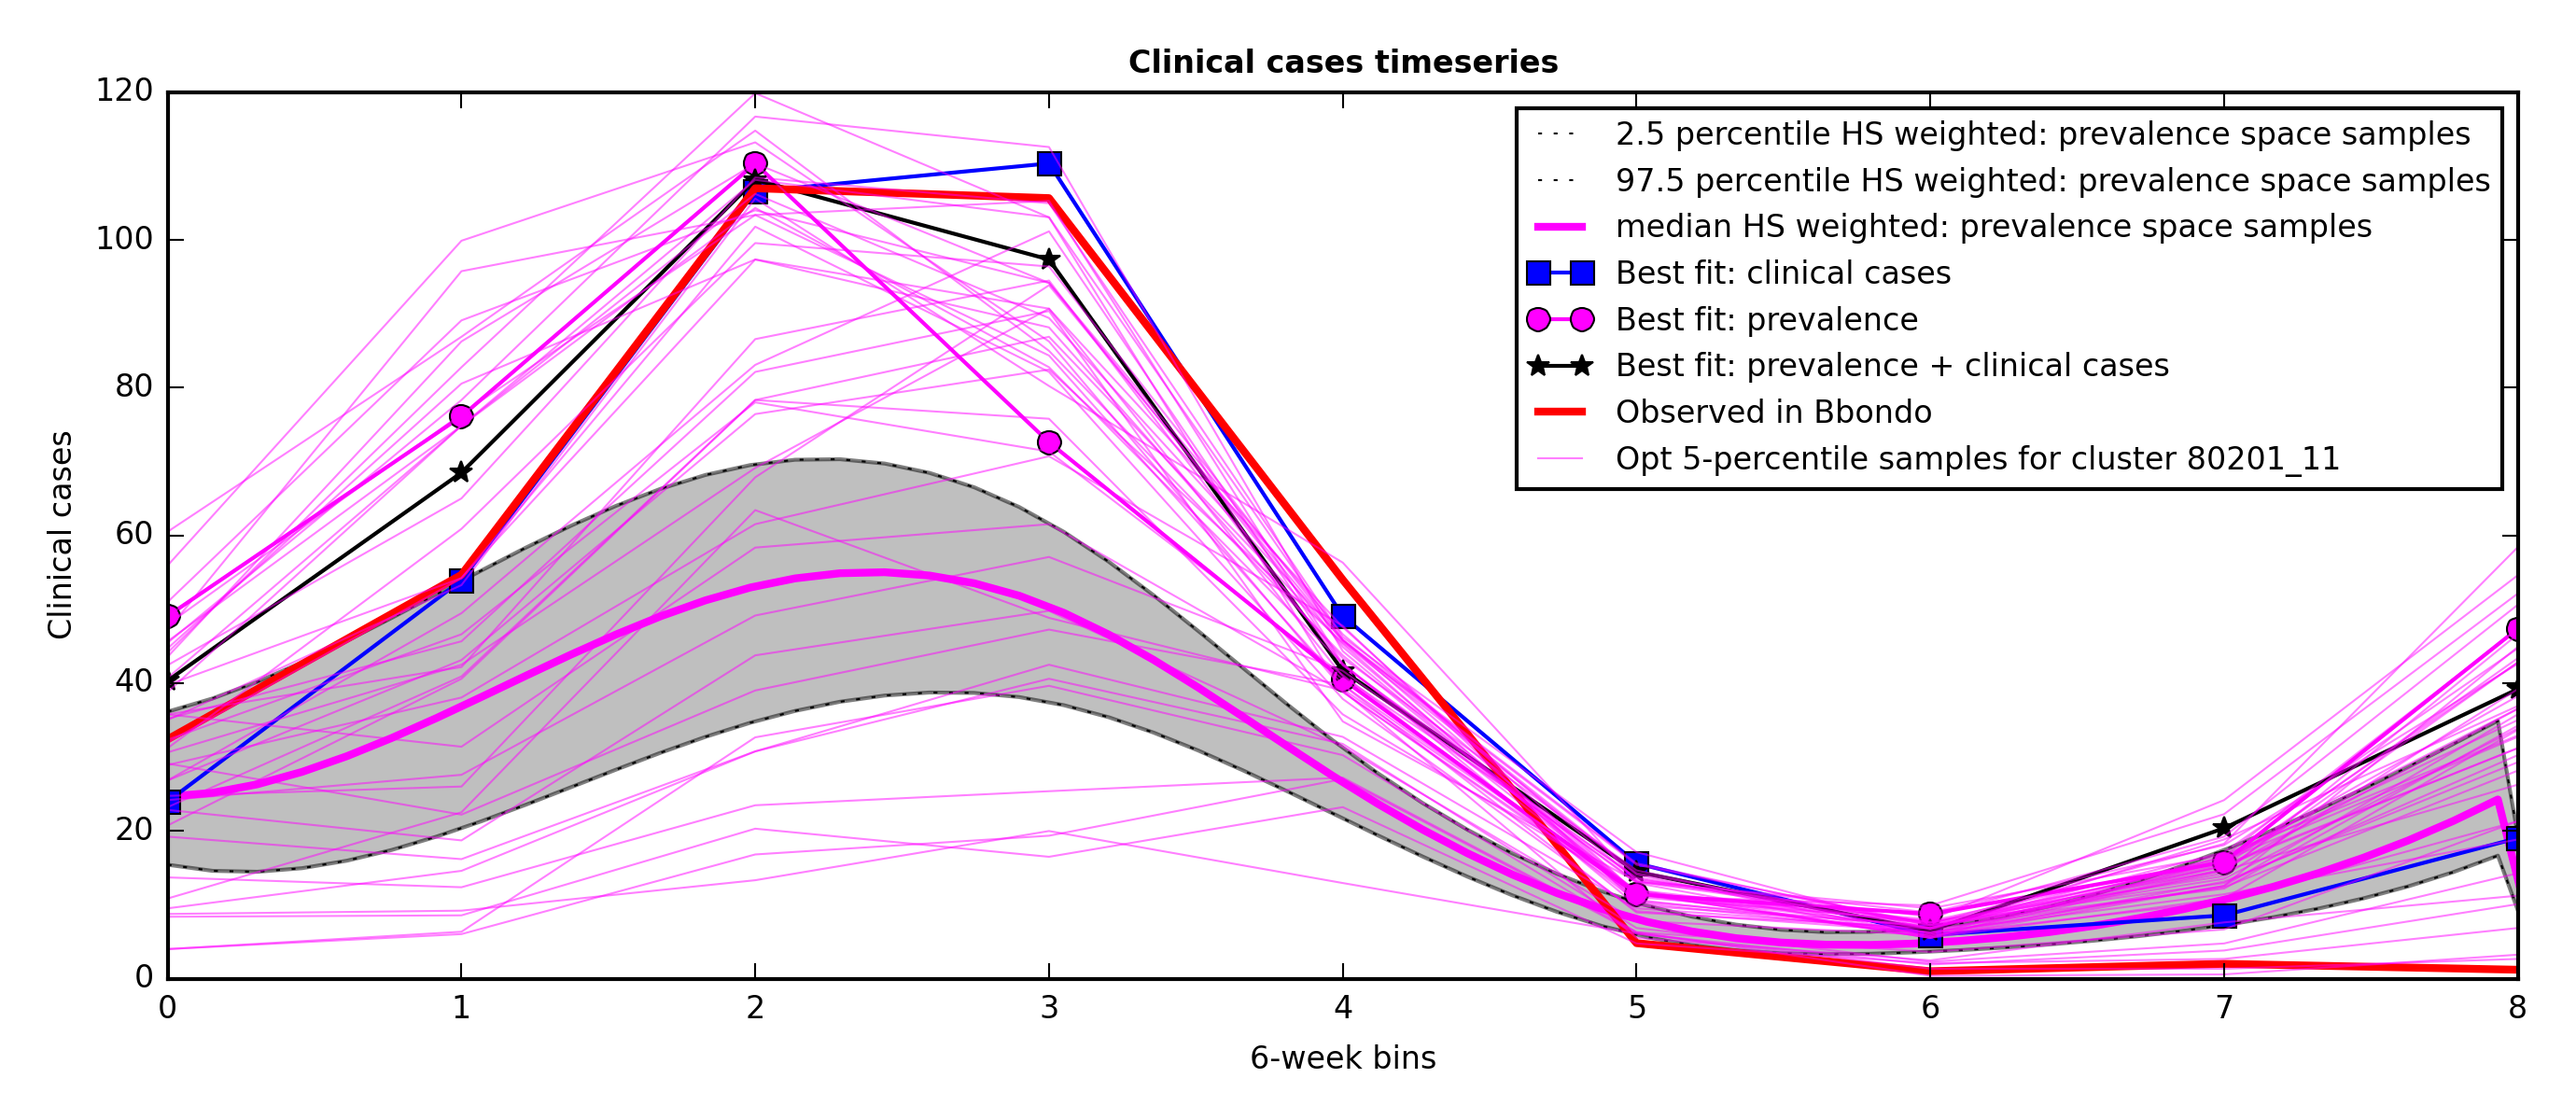 Clinical cases timeseries
120
100
80
60
40
20
0
Clinical cases
2.5 percentile HS weighted: prevalence space samples
97.5 percentile HS weighted: prevalence space samples
median HS weighted: prevalence space samples
Best fit: clinical cases
Best fit: prevalence
Best fit: prevalence + clinical cases
Observed in Bbondo
Opt 5-percentile samples for cluster 80201_11
0 1 2 3 4 5 6 7 8
6-week bins